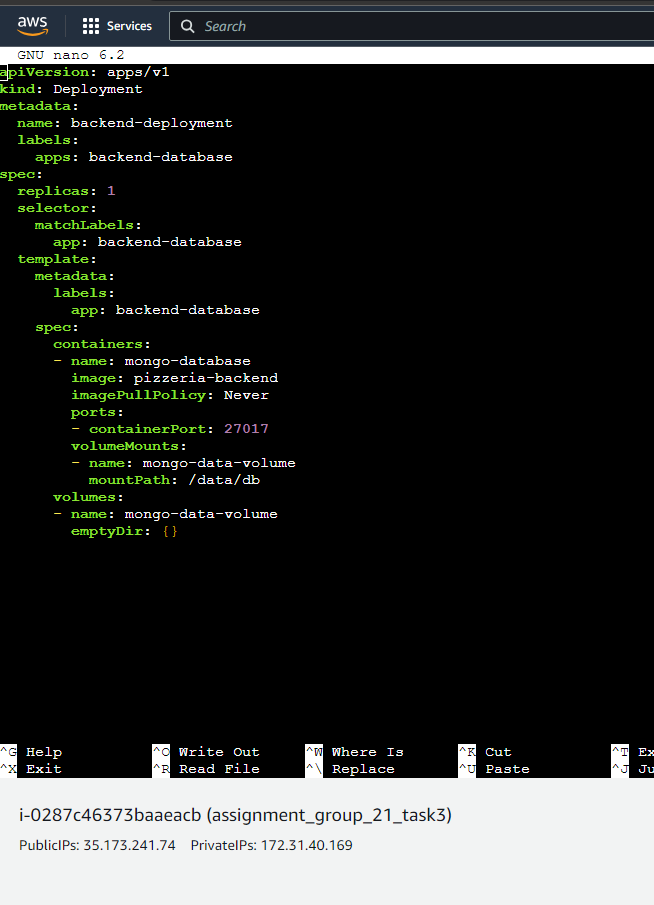 aws Services Search
GNU nano 6.2
apiVersion: apps/v1
kind: Deployment
metadata:
  name: backend-deployment
  labels:
    apps: backend-database
spec:
  replicas: 1
  selector:
    matchLabels:
      app: backend-database
  template:
    metadata:
      labels:
        app: backend-database
    spec:
      containers:
      - name: mongo-database
        image: pizzeria-backend
        imagePullPolicy: Never
        ports:
        - containerPort: 27017
        volumeMounts:
        - name: mongo-data-volume
          mountPath: /data/db
      volumes:
      - name: mongo-data-volume
        emptyDir: {}
^G Help ^O Write Out ^W Where Is ^K Cut ^T Ex
^X Exit ^R Read File ^\ Replace ^U Paste ^J Ju
i-0287c46373baaeacb (assignment_group_21_task3)
PublicIPs: 35.173.241.74 PrivateIPs: 172.31.40.169